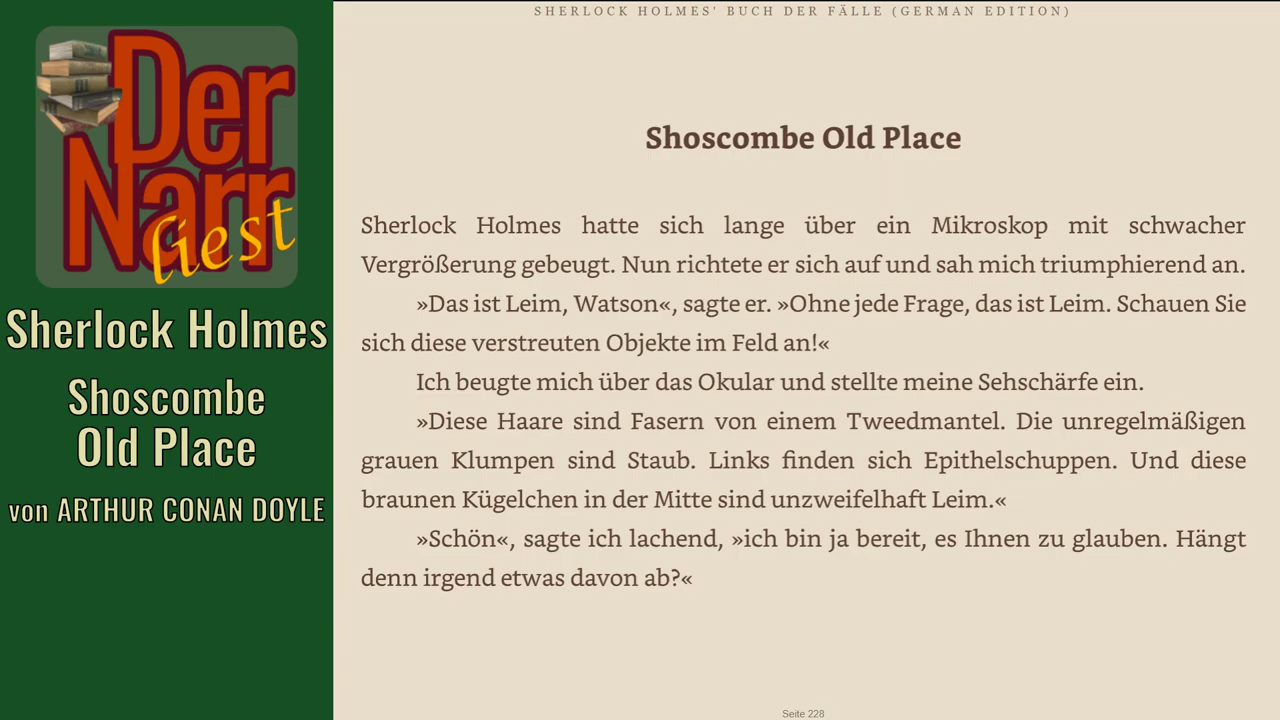 Der
Narr
liest
Sherlock Holmes
Shoscombe
Old Place
von ARTHUR CONAN DOYLE
SHERLOCK HOLMES' BUCH DER FÄLLE (GERMAN EDITION)
Shoscombe Old Place
Sherlock Holmes hatte sich lange über ein Mikroskop mit schwacher
Vergrößerung gebeugt. Nun richtete er sich auf und sah mich triumphierend an.
»Das ist Leim, Watson«, sagte er. »Ohne jede Frage, das ist Leim. Schauen Sie
sich diese verstreuten Objekte im Feld an!«
Ich beugte mich über das Okular und stellte meine Sehschärfe ein.
»Diese Haare sind Fasern von einem Tweedmantel. Die unregelmäßigen
grauen Klumpen sind Staub. Links finden sich Epithelschuppen. Und diese
braunen Kügelchen in der Mitte sind unzweifelhaft Leim.«
»Schön«, sagte ich lachend, »ich bin ja bereit, es Ihnen zu glauben. Hängt
denn irgend etwas davon ab?«
Seite 228